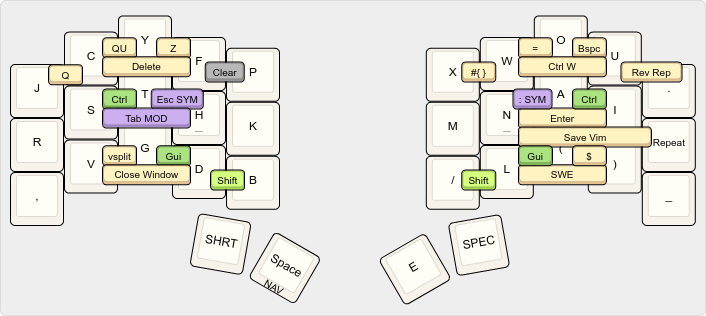 Y
O
QU
Z
=
Bspc
C
F
W
U
Delete
Ctrl W
Q
Clear
P
X
#{ }
Rev Rep
J
.
T
A
Ctrl
Esc SYM
: SYM
Ctrl
S
H
_
N
_
I
Tab MOD
Enter
R
K
M
Save Vim
Repeat
G
(
vsplit
Gui
Gui
$
V
D
L
)
Close Window
SWE
Shift
B
/
Shift
,
_
SHRT
SPEC
Space
NAV
E